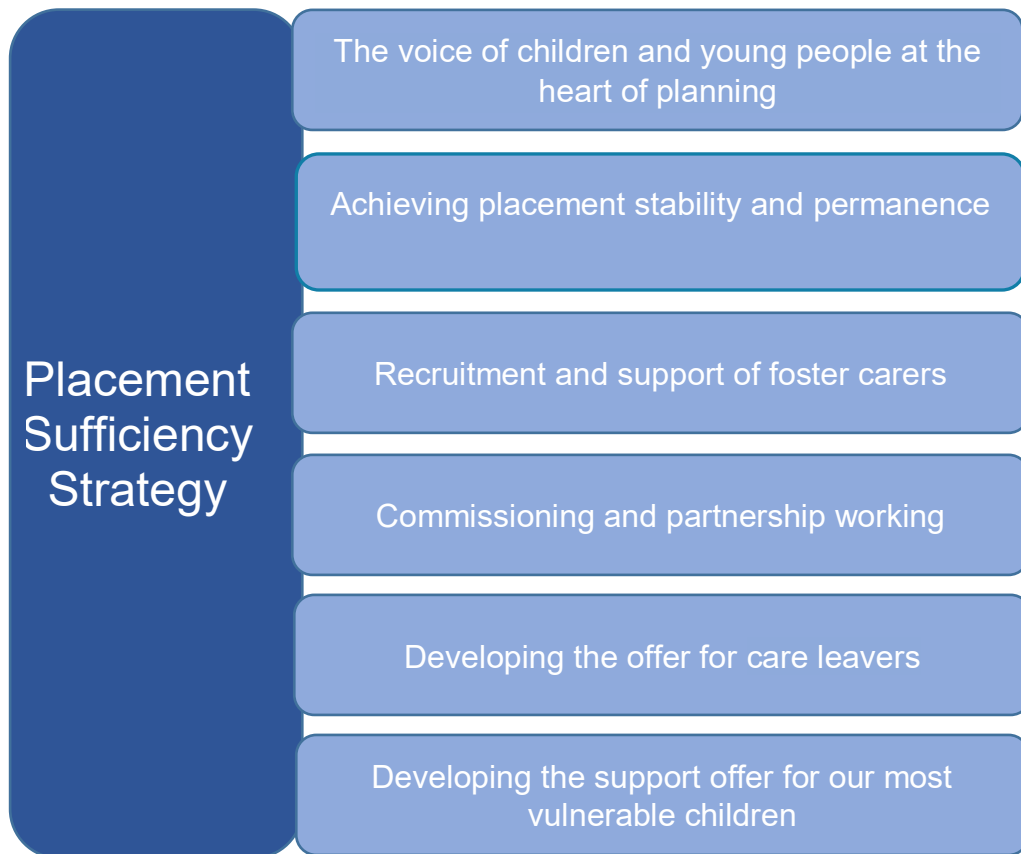 Placement
Sufficiency
Strategy
The voice of children and young people at the
heart of planning
Achieving placement stability and permanence
Recruitment and support of foster carers
Commissioning and partnership working
Developing the offer for care leavers
Developing the support offer for our most
vulnerable children